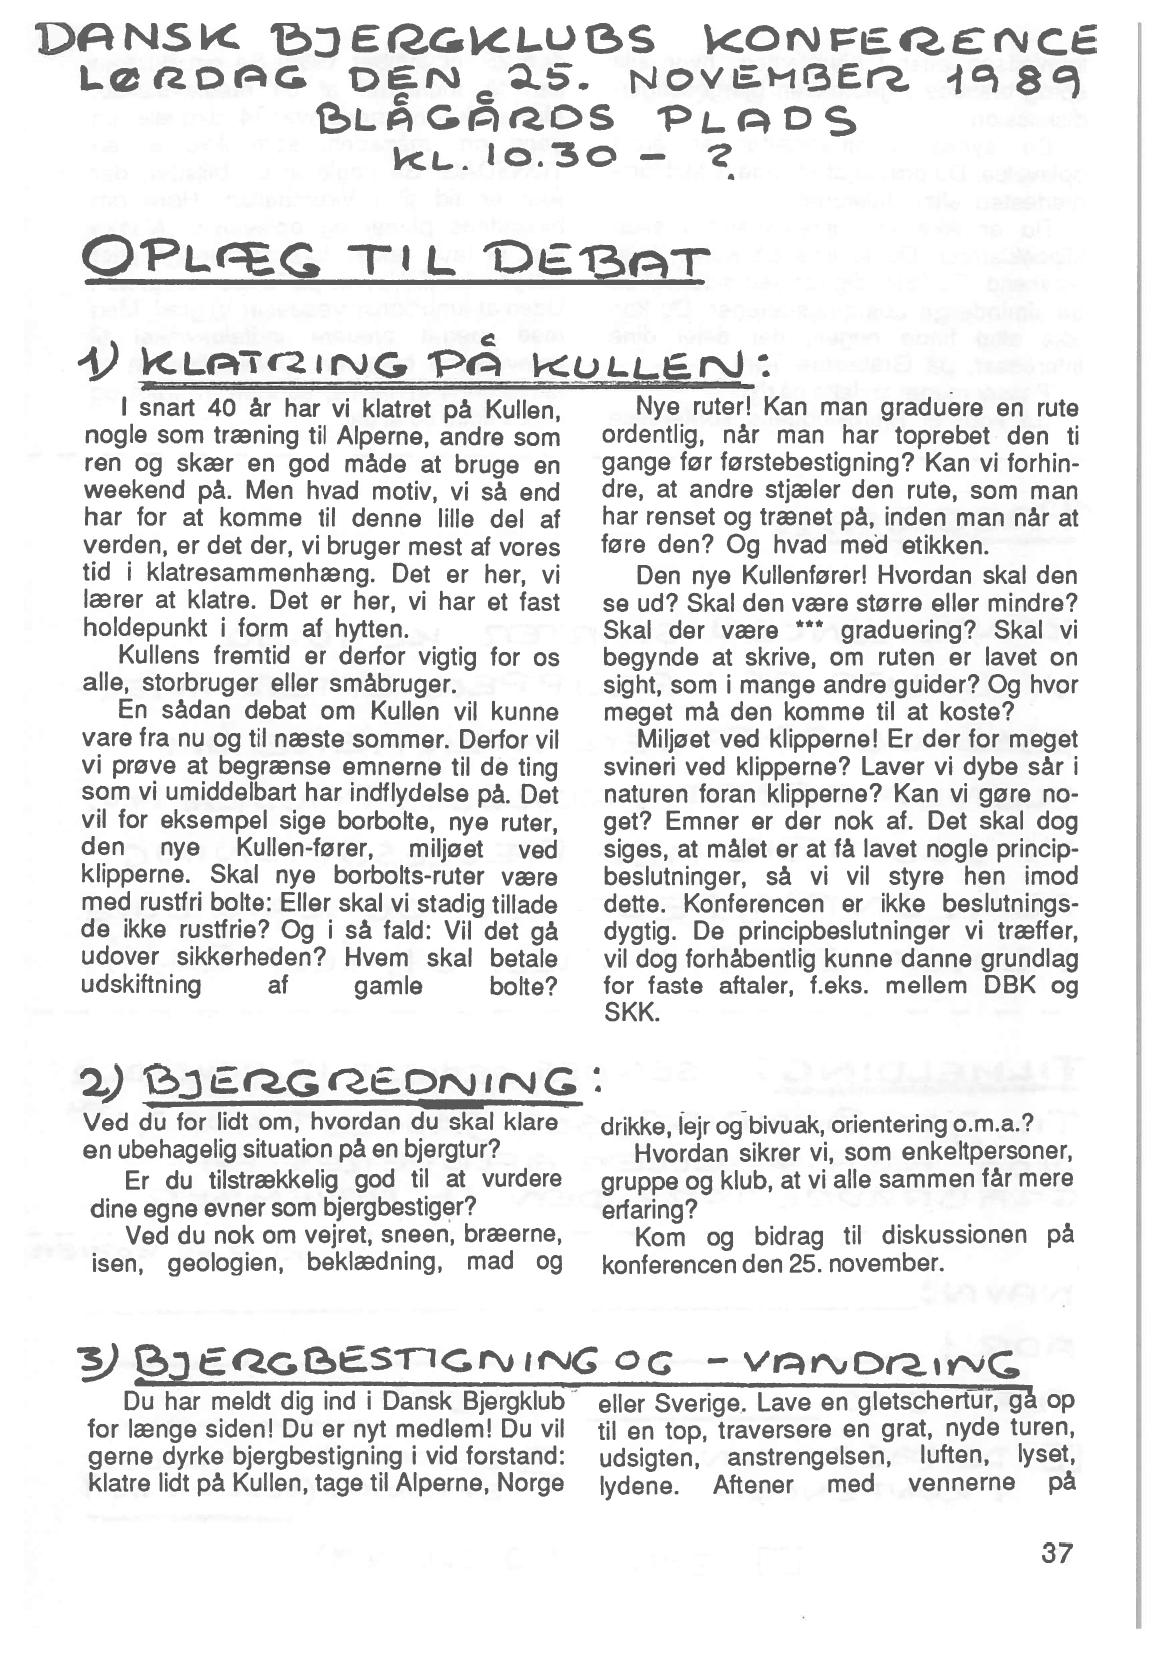 DANSK BJERGKLUBS KONFERENCE
LØRDAG DEN 25. NOVEMBER 1989
BLÅGÅRDS PLADS
KL. 10.30 - ?
OPLÆG TIL DEBAT
1) KLATRING PÅ KULLEN:
I snart 40 år har vi klatret på Kullen,
nogle som træning til Alperne, andre som
ren og skær en god måde at bruge en
weekend på. Men hvad motiv, vi så end
har for at komme til denne lille del af
verden, er det der, vi bruger mest af vores
tid i klatresammenhæng. Det er her, vi
lærer at klatre. Det er her, vi har et fast
holdepunkt i form af hytten.
Kullens fremtid er derfor vigtig for os
alle, storbruger eller småbruger.
En sådan debat om Kullen vil kunne
vare fra nu og til næste sommer. Derfor vil
vi prøve at begrænse emnerne til de ting
som vi umiddelbart har indflydelse på. Det
vil for eksempel sige borbolte, nye ruter,
den nye Kullen-fører, miljøet ved
klipperne. Skal nye borbolts-ruter være
med rustfri bolte: Eller skal vi stadig tillade
de ikke rustfrie? Og i så fald: Vil det gå
udover sikkerheden? Hvem skal betale
udskiftning af gamle bolte?
Nye ruter! Kan man graduere en rute
ordentlig, når man har toprebet den ti
gange før førstebestigning? Kan vi forhin-
dre, at andre stjæler den rute, som man
har renset og trænet på, inden man når at
føre den? Og hvad med etikken.
Den nye Kullenfører! Hvordan skal den
se ud? Skal den være større eller mindre?
Skal der være *** graduering? Skal vi
begynde at skrive, om ruten er lavet on
sight, som i mange andre guider? Og hvor
meget må den komme til at koste?
Miljøet ved klipperne! Er der for meget
svineri ved klipperne? Laver vi dybe sår i
naturen foran klipperne? Kan vi gøre no-
get? Emner er der nok af. Det skal dog
siges, at målet er at få lavet nogle princip-
beslutninger, så vi vil styre hen imod
dette. Konferencen er ikke beslutnings-
dygtig. De principbeslutninger vi træffer,
vil dog forhåbentlig kunne danne grundlag
for faste aftaler, f.eks. mellem DBK og
SKK.
2) BJERGREDNING:
Ved du for lidt om, hvordan du skal klare
en ubehagelig situation på en bjergtur?
Er du tilstrækkelig god til at vurdere
dine egne evner som bjergbestiger?
Ved du nok om vejret, sneen, bræerne,
isen, geologien, beklædning, mad og
drikke, lejr og bivuak, orientering o.m.a.?
Hvordan sikrer vi, som enkeltpersoner,
gruppe og klub, at vi alle sammen får mere
erfaring?
Kom og bidrag til diskussionen på
konferencen den 25. november.
3) BJERGBESTIGNING OG - VANDRING
Du har meldt dig ind i Dansk Bjergklub
for længe siden! Du er nyt medlem! Du vil
gerne dyrke bjergbestigning i vid forstand:
klatre lidt på Kullen, tage til Alperne, Norge
eller Sverige. Lave en gletschertur, gå op
til en top, traversere en grat, nyde turen,
udsigten, anstrengelsen, luften, lyset,
lydene. Aftener med vennerne på
37